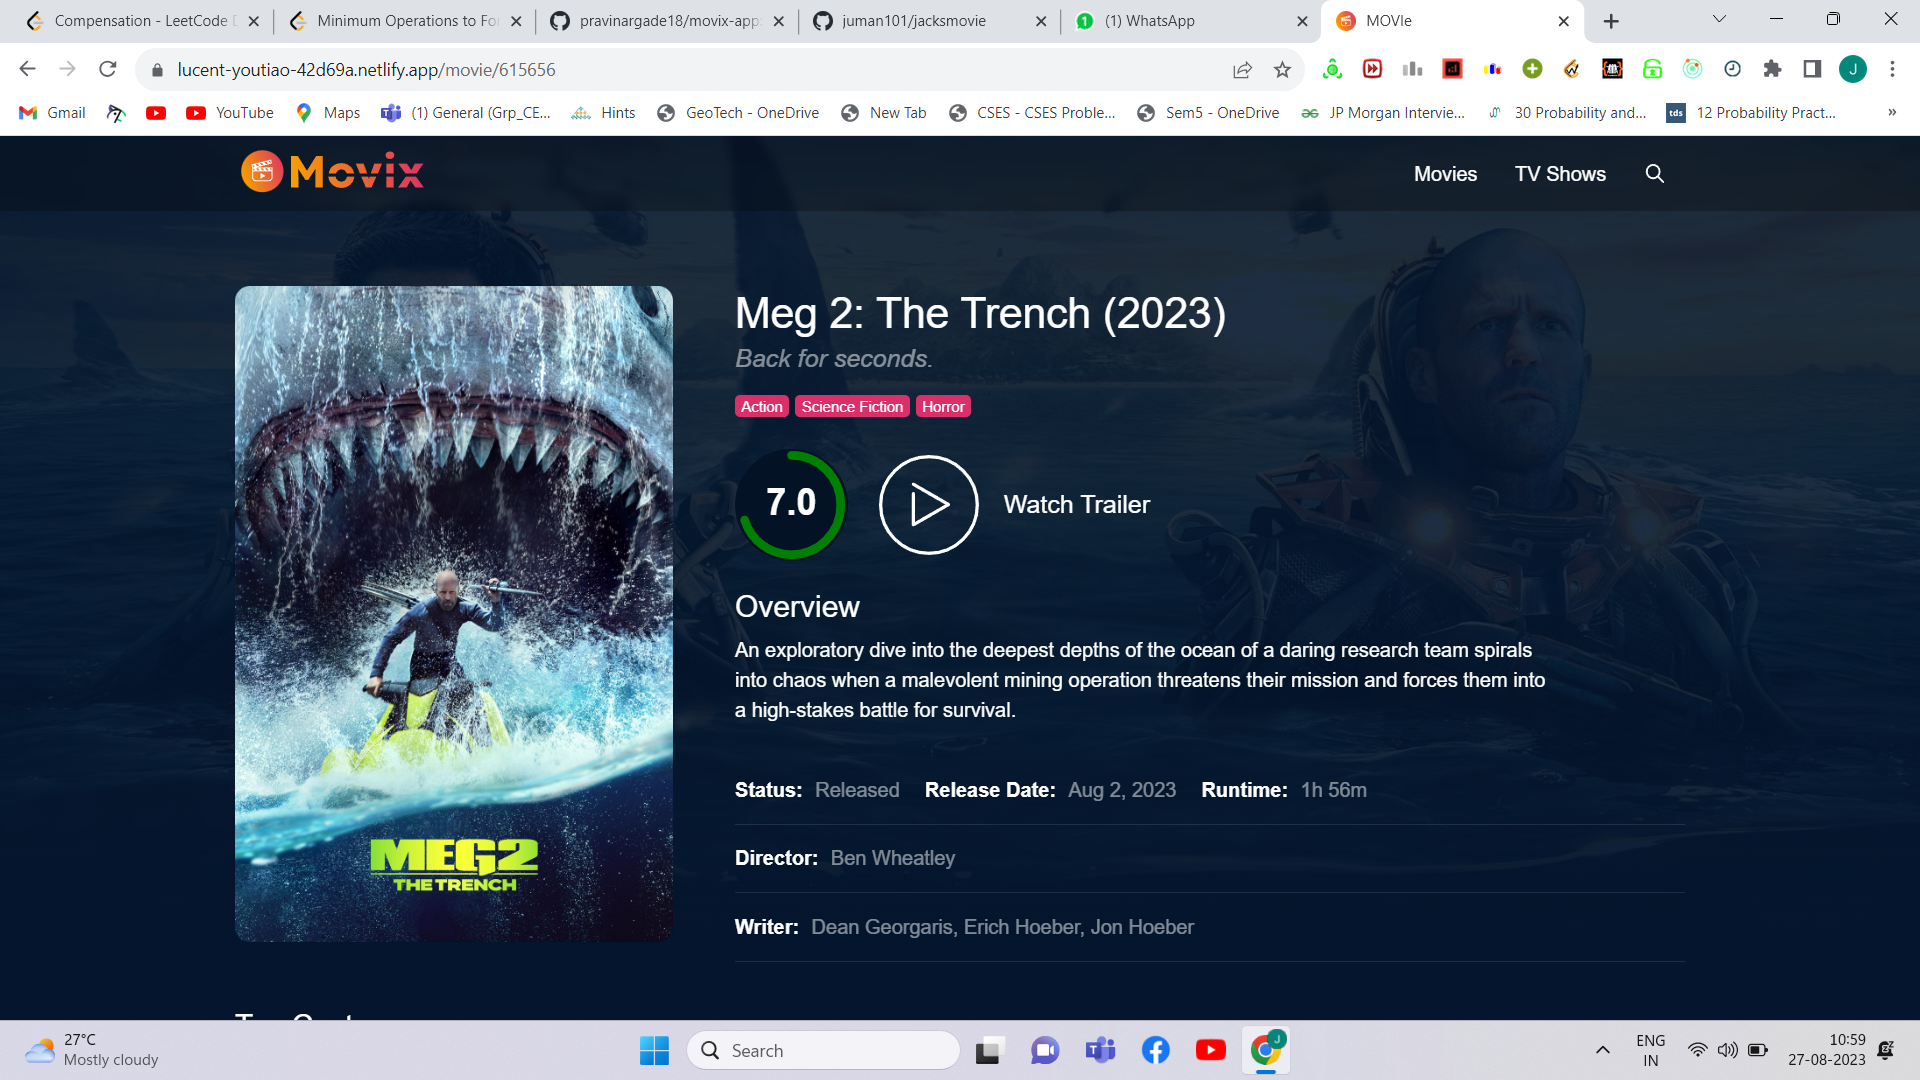 Compensation - LeetCode
Minimum Operations to
pravinargade18/movix-app
juman101/jacksmovie
(1) WhatsApp
MOVIe
lucent-youtiao-42d69a.netlify.app/movie/615656
J
Gmail
YouTube
Maps
(1) General (Grp_CE...
Hints
GeoTech - OneDrive
New Tab
CSES - CSES Proble...
Sem5 - OneDrive
JP Morgan Intervie...
30 Probability and...
tds
12 Probability Pract...
»
Movix
Movies
TV Shows
Meg 2: The Trench (2023)
Back for seconds.
Action
Science Fiction
Horror
7.0
Watch Trailer
Overview
An exploratory dive into the deepest depths of the ocean of a daring research team spirals
into chaos when a malevolent mining operation threatens their mission and forces them into
a high-stakes battle for survival.
Status: Released Release Date: Aug 2, 2023 Runtime: 1h 56m
Director: Ben Wheatley
Writer: Dean Georgaris, Erich Hoeber, Jon Hoeber
MEG2
THE TRENCH
27°C
Mostly cloudy
Search
J
ENG
IN
10:59
27-08-2023